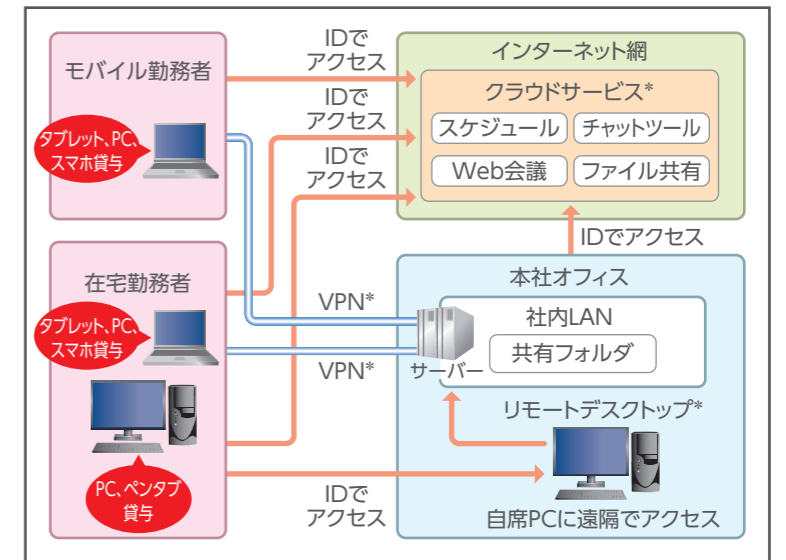 モバイル勤務者
タブレット、PC、
スマホ貸与
IDで
アクセス
IDで
アクセス
IDで
アクセス
インターネット網
クラウドサービス*
スケジュール
チャットツール
Web会議
ファイル共有
IDでアクセス
在宅勤務者
タブレット、PC、
スマホ貸与
PC、ペンタブ
貸与
VPN*
VPN*
IDで
アクセス
本社オフィス
社内LAN
共有フォルダ
サーバー
リモートデスクトップ*
自席PCに遠隔でアクセス